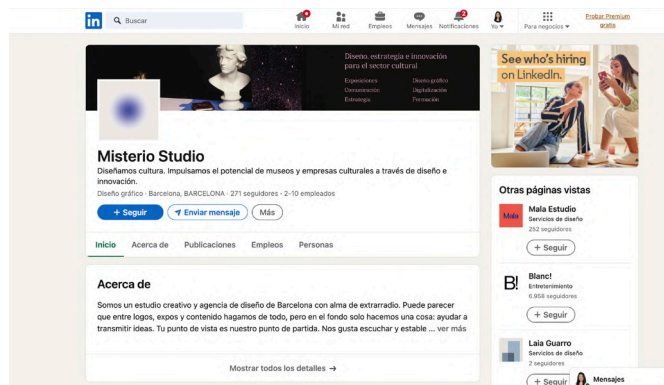 in
Buscar
Inicio
Mi red
Empleos
Mensajes
2
Notificaciones
Yo
Para negocios
Probar Premium
gratis
Diseño, estrategia e innovación
para el sector cultural
Exposiciones
Comunicación
Estrategia
Diseño gráfico
Digitalización
Formación
See who's hiring
on LinkedIn.
Misterio Studio
Diseñamos cultura. Impulsamos el potencial de museos y empresas culturales a través de diseño e
innovación.
Diseño gráfico · Barcelona, BARCELONA · 271 seguidores · 2-10 empleados
+ Seguir
Enviar mensaje
Más
Inicio
Acerca de
Publicaciones
Empleos
Personas
Acerca de
Somos un estudio creativo y agencia de diseño de Barcelona con alma de extrarradio. Puede parecer
que entre logos, expos y contenido hagamos de todo, pero en el fondo solo hacemos una cosa: ayudar a
transmitir ideas. Tu punto de vista es nuestro punto de partida. Nos gusta escuchar y estable ... ver más
Mostrar todos los detalles →
Otras páginas vistas
Mala
Mala Estudio
Servicios de diseño
252 seguidores
+ Seguir
B!
Blanc!
Entretenimiento
6.958 seguidores
+ Seguir
Laia Guarro
Servicios de diseño
2 seguidores
+ Seguir
Mensajes